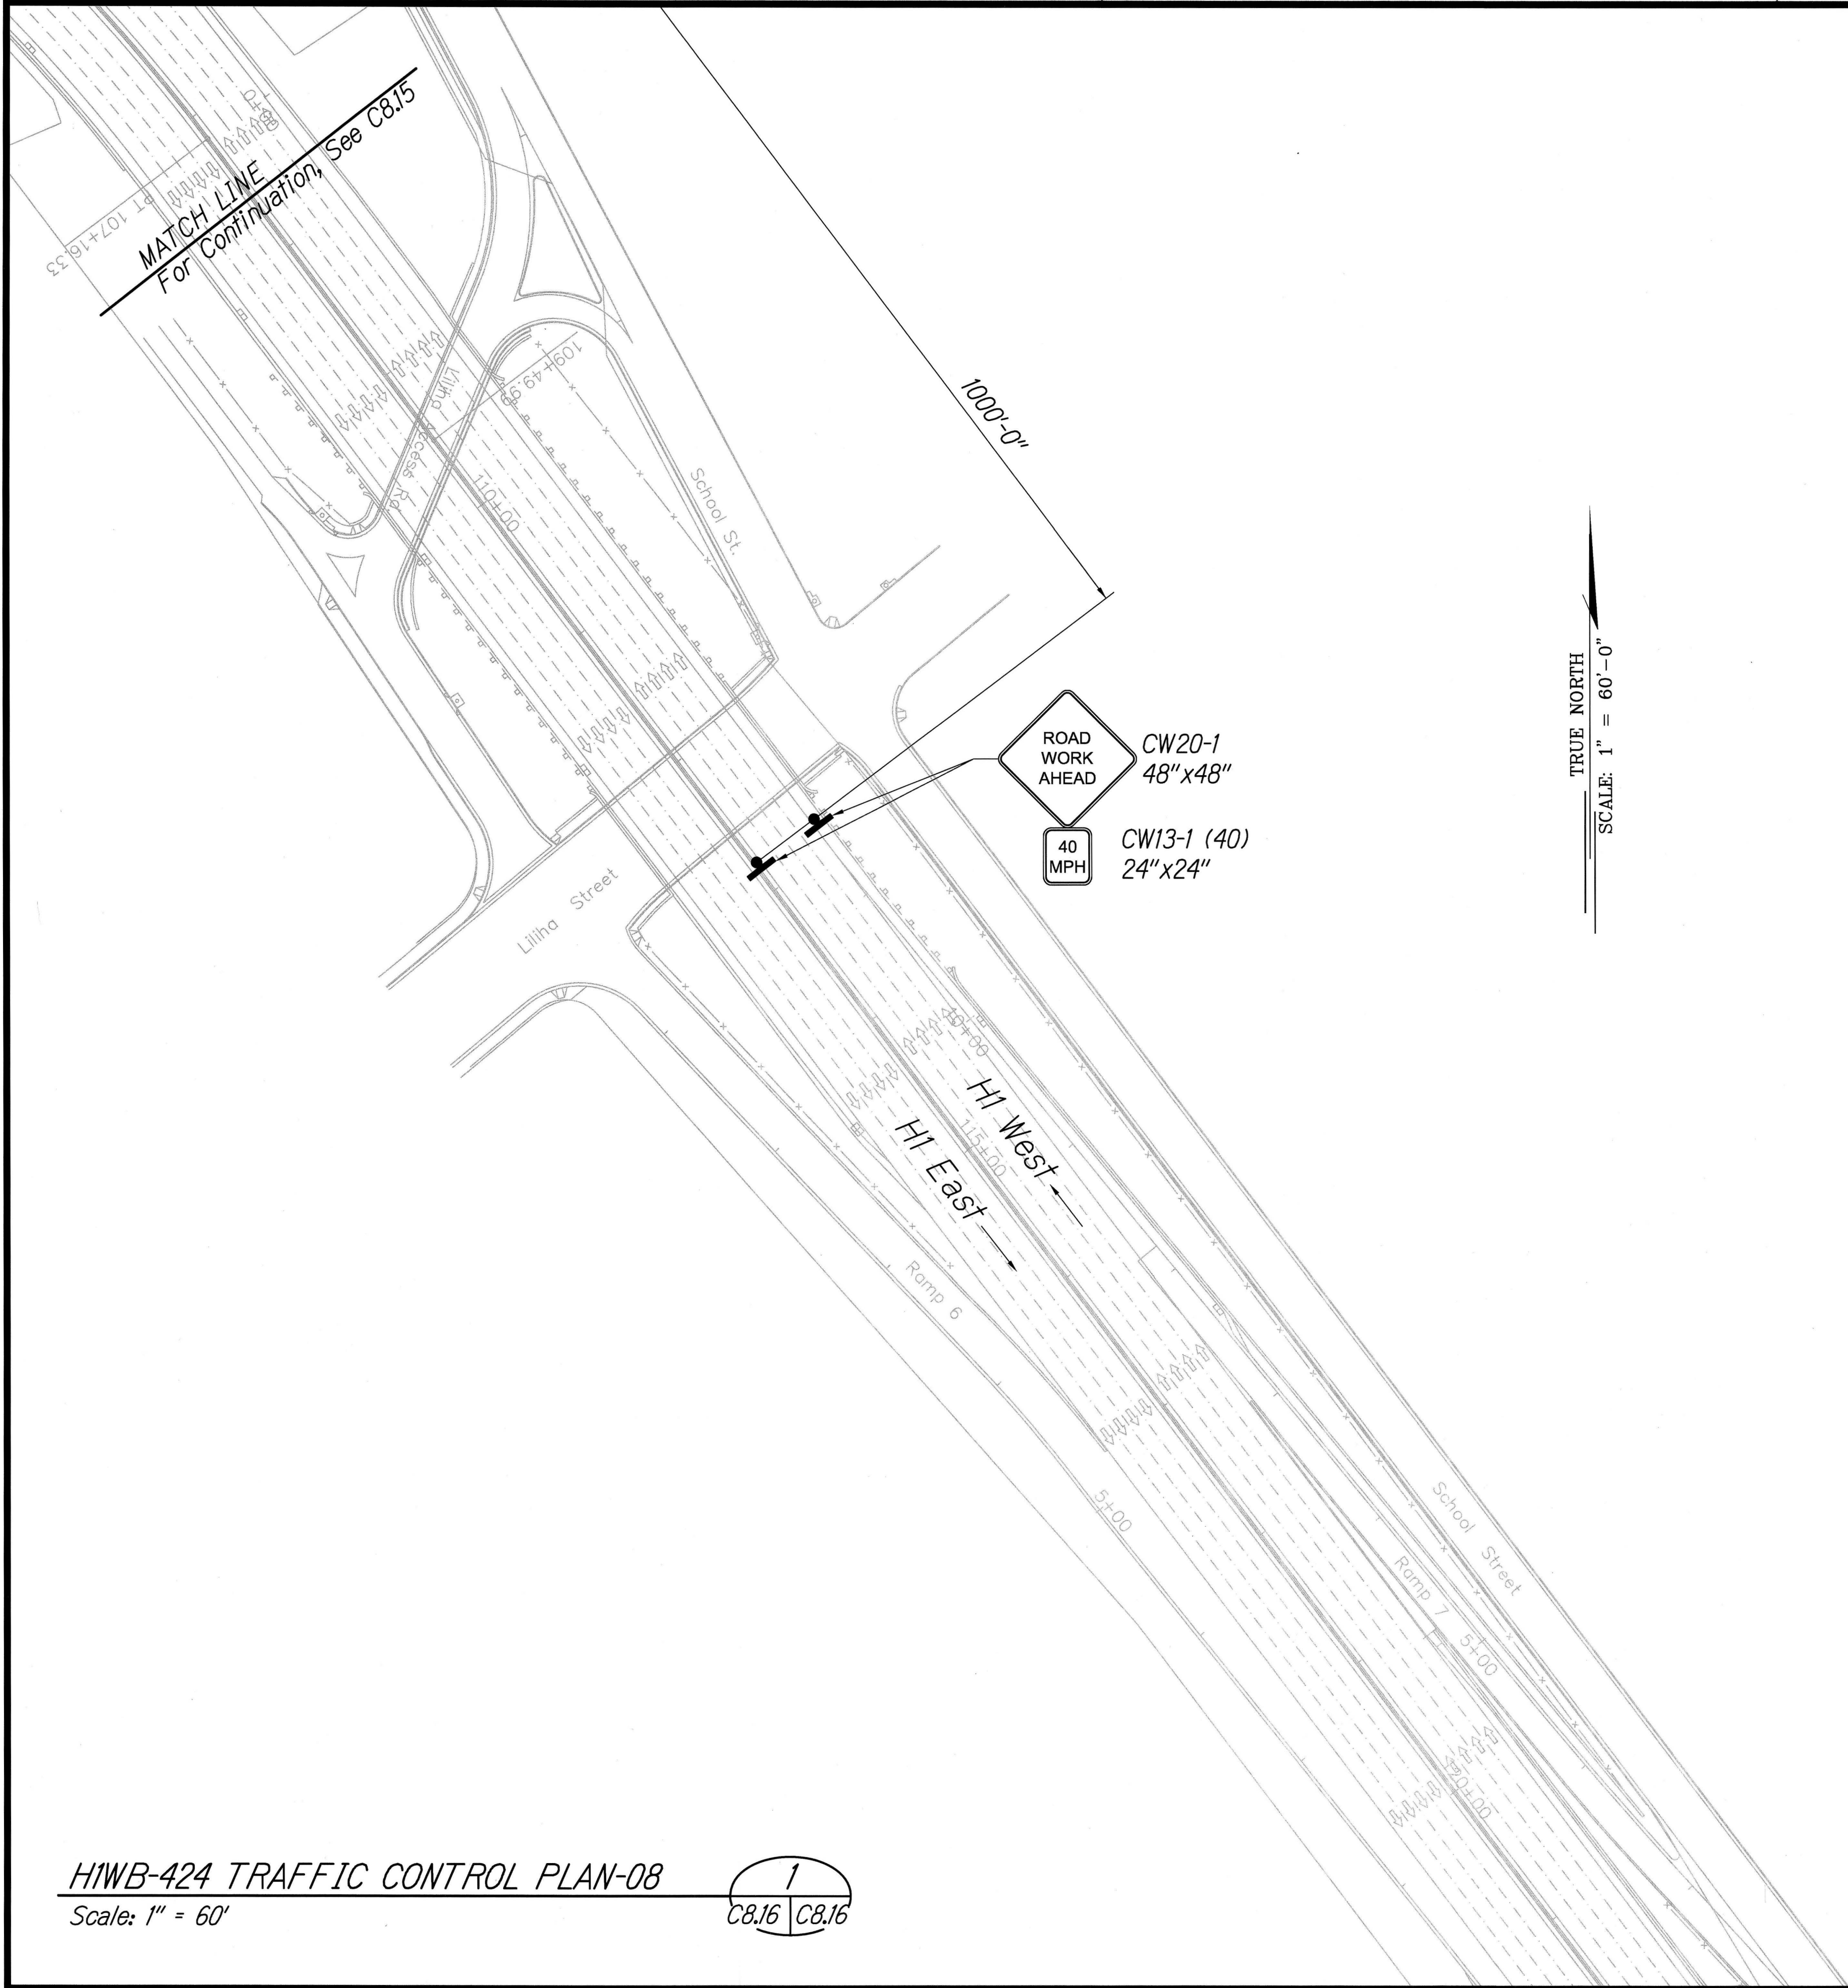 MATCH LINE
For Continuation, See C8.15
PT 107+16.33
Liliha Access Rd
109+49.99
110+00
School St.
1000'-0"
ROAD
WORK
AHEAD
CW20-1
48"x48"
40
MPH
CW13-1 (40)
24"x24"
TRUE NORTH
SCALE: 1" = 60'-0"
Liliha Street
10+00
H1 West
115+00
H1 East
Ramp 6
5+00
School Street
Ramp 7
5+00
120+00
H1WB-424 TRAFFIC CONTROL PLAN-08
Scale: 1" = 60'
1
C8.16 C8.16